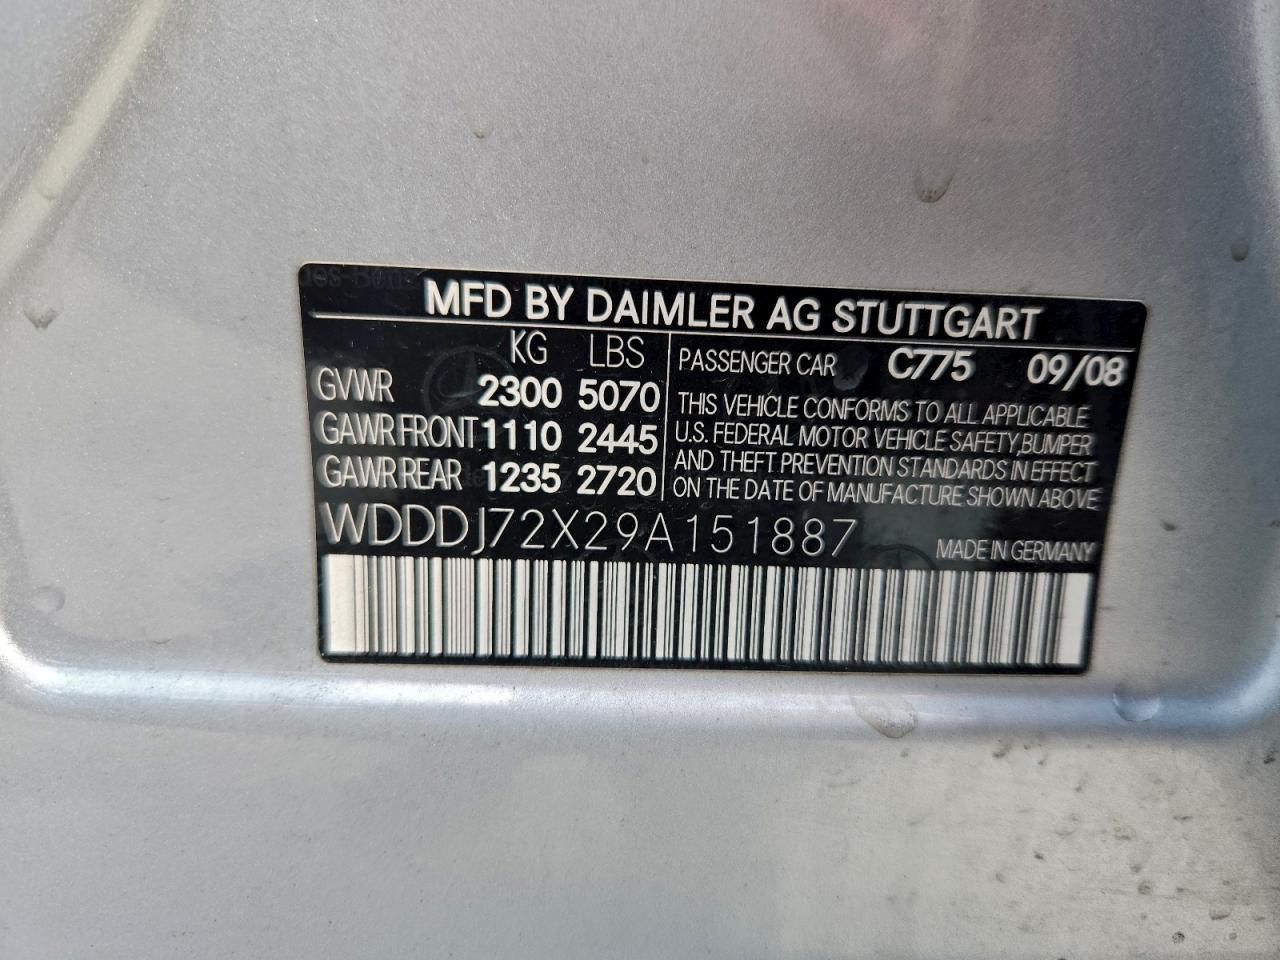 MFD BY DAIMLER AG STUTTGART
KG LBS
GVWR 2300 5070
GAWR FRONT 1110 2445
GAWR REAR 1235 2720
PASSENGER CAR C775 09/08
THIS VEHICLE CONFORMS TO ALL APPLICABLE
U.S. FEDERAL MOTOR VEHICLE SAFETY, BUMPER
AND THEFT PREVENTION STANDARDS IN EFFECT
ON THE DATE OF MANUFACTURE SHOWN ABOVE
WDDDJ72X29A151887
MADE IN GERMANY